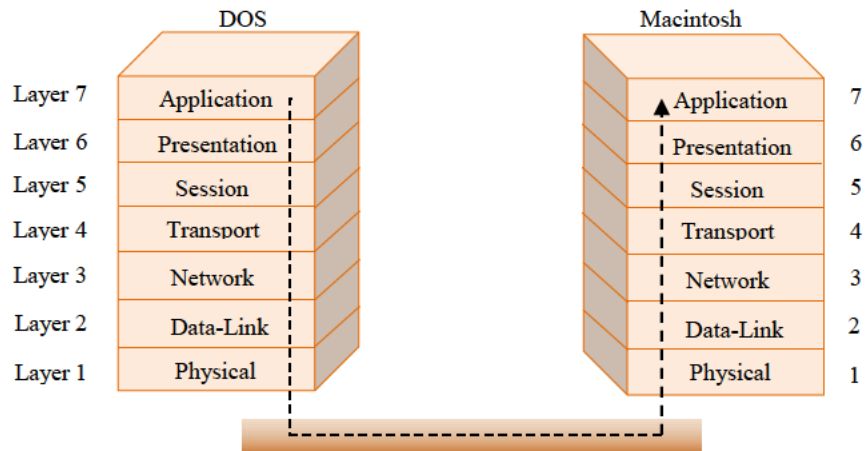 DOS Macintosh
Layer 7 Application Application 7
Layer 6 Presentation Presentation 6
Layer 5 Session Session 5
Layer 4 Transport Transport 4
Layer 3 Network Network 3
Layer 2 Data-Link Data-Link 2
Layer 1 Physical Physical 1